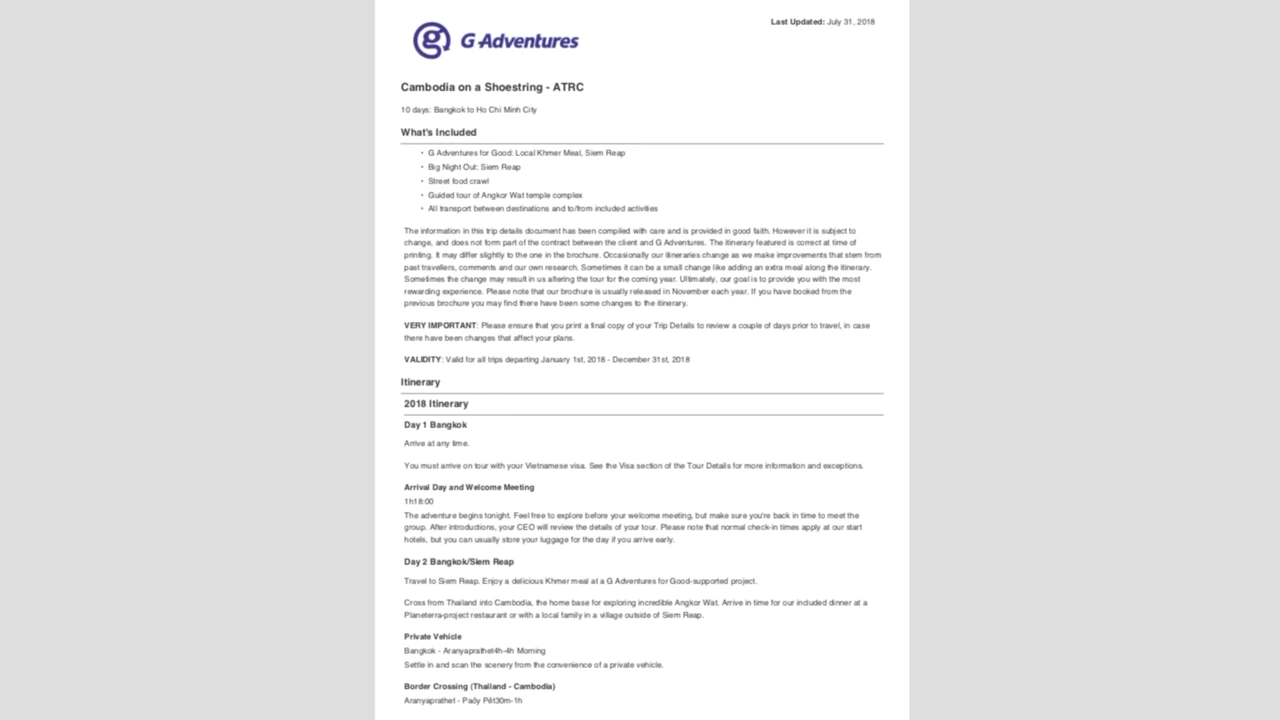 Last Updated: July 31, 2018
G Adventures
Cambodia on a Shoestring - ATRC
10 days: Bangkok to Ho Chi Minh City
What's Included
• G Adventures for Good: Local Khmer Meal, Siem Reap
• Big Night Out: Siem Reap
• Street food crawl
• Guided tour of Angkor Wat temple complex
• All transport between destinations and to/from included activities
The information in this trip details document has been compiled with care and is provided in good faith. However it is subject to
change, and does not form part of the contract between the client and G Adventures. The itinerary featured is correct at time of
printing. It may differ slightly to the one in the brochure. Occasionally our itineraries change as we make improvements that stem from
past travellers, comments and our own research. Sometimes it can be a small change like adding an extra meal along the itinerary.
Sometimes the change may result in us altering the tour for the coming year. Ultimately, our goal is to provide you with the most
rewarding experience. Please note that our brochure is usually released in November each year. If you have booked from the
previous brochure you may find there have been some changes to the itinerary.
VERY IMPORTANT: Please ensure that you print a final copy of your Trip Details to review a couple of days prior to travel, in case
there have been changes that affect your plans.
VALIDITY: Valid for all trips departing January 1st, 2018 - December 31st, 2018
Itinerary
2018 Itinerary
Day 1 Bangkok
Arrive at any time.
You must arrive on tour with your Vietnamese visa. See the Visa section of the Tour Details for more information and exceptions.
Arrival Day and Welcome Meeting
1h18:00
The adventure begins tonight. Feel free to explore before your welcome meeting, but make sure you're back in time to meet the
group. After introductions, your CEO will review the details of your tour. Please note that normal check-in times apply at our start
hotels, but you can usually store your luggage for the day if you arrive early.
Day 2 Bangkok/Siem Reap
Travel to Siem Reap. Enjoy a delicious Khmer meal at a G Adventures for Good-supported project.
Cross from Thailand into Cambodia, the home base for exploring incredible Angkor Wat. Arrive in time for our included dinner at a
Planeterra-project restaurant or with a local family in a village outside of Siem Reap.
Private Vehicle
Bangkok - Aranyaprathet4h-4h Morning
Settle in and scan the scenery from the convenience of a private vehicle.
Border Crossing (Thailand - Cambodia)
Aranyaprathet - Paôy Pêt30m-1h